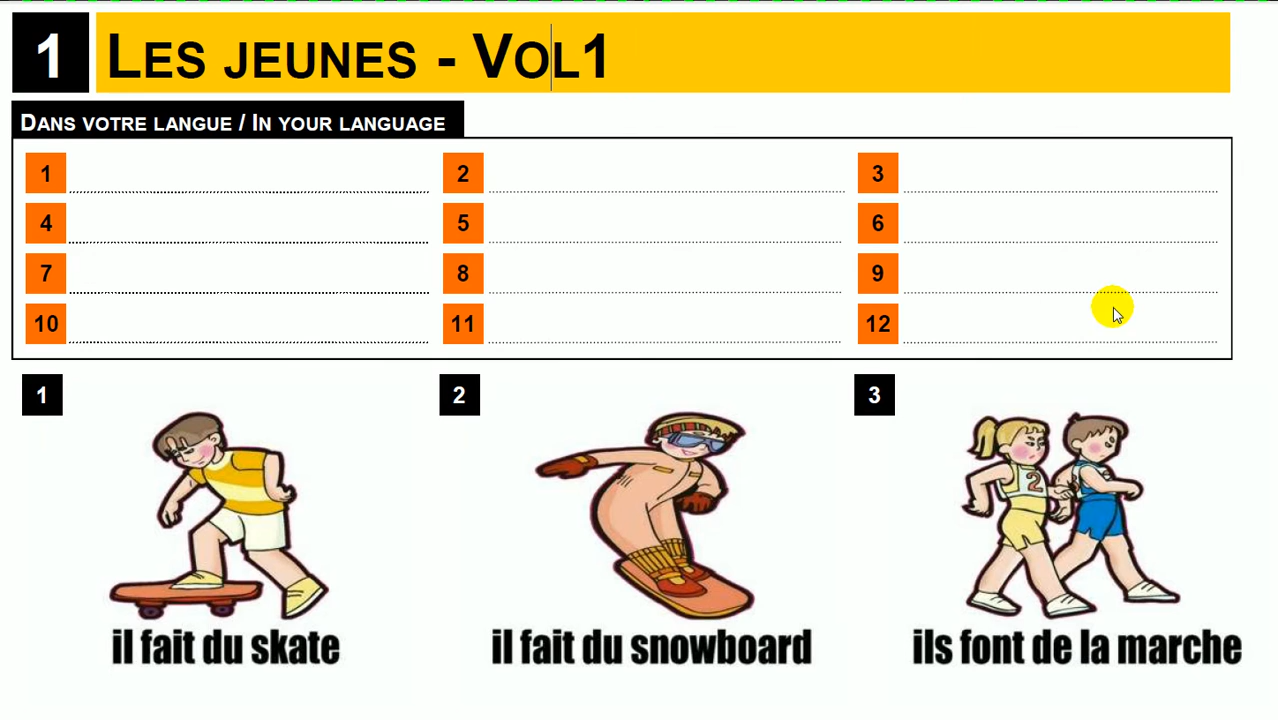 1 LES JEUNES - VOL1
DANS VOTRE LANGUE / IN YOUR LANGUAGE
1 2 3
4 5 6
7 8 9
10 11 12
1 2 3
2
il fait du skate il fait du snowboard ils font de la marche